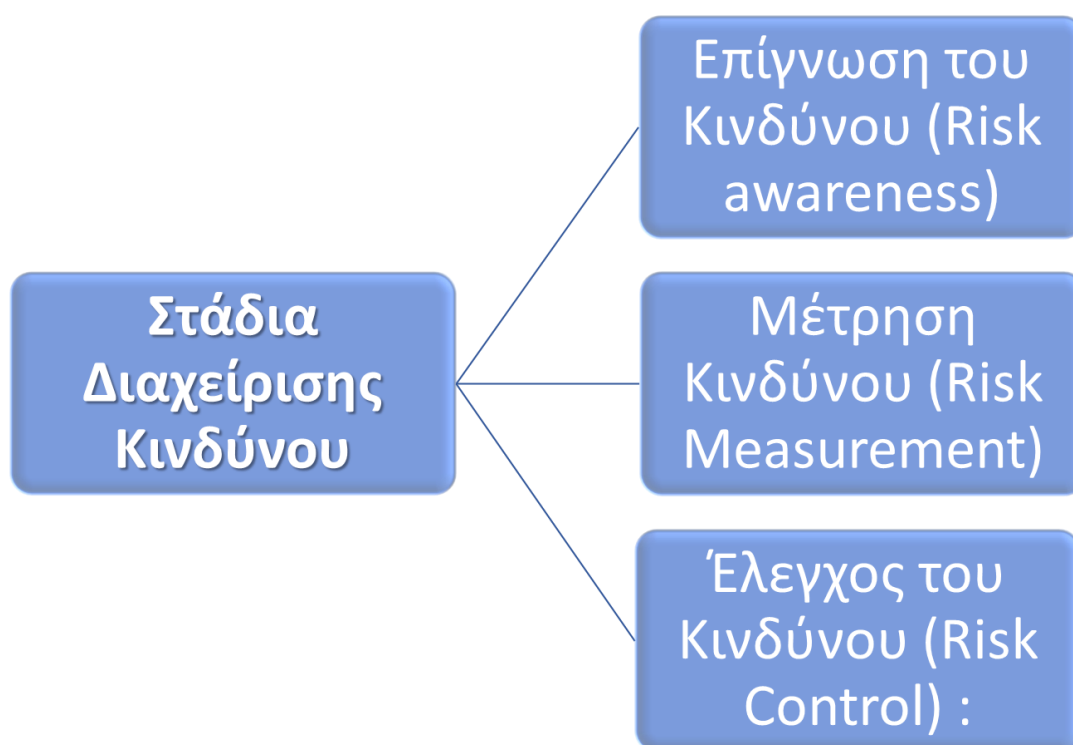 Στάδια
Διαχείρισης
Κινδύνου
Επίγνωση του
Κινδύνου (Risk
awareness)
Μέτρηση
Κινδύνου (Risk
Measurement)
Έλεγχος του
Κινδύνου (Risk
Control) :